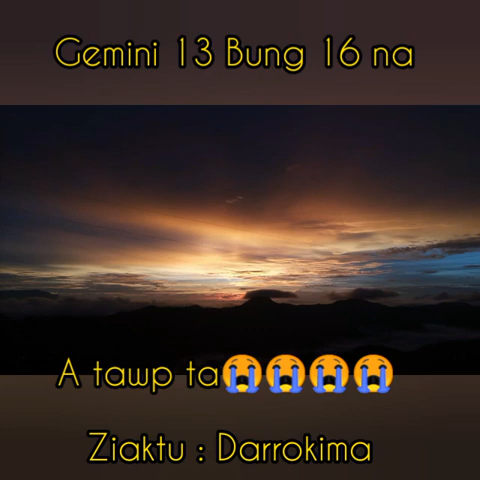 Gemini 13 Bung 16 na
A tawp ta😭😭😭😭
Ziaktu : Darrokima